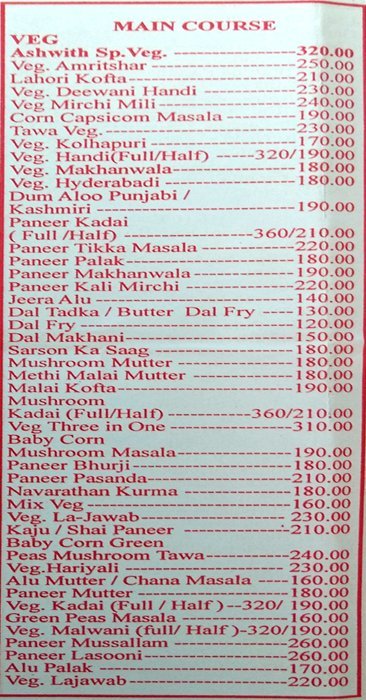 MAIN COURSE
VEG
Ashwith Sp.Veg. --------------------320.00
Veg. Amritshar --------------------250.00
Lahori Kofta------------------------210.00
Veg. Deewani Handi --------------230.00
Veg Mirchi Mili--------------------240.00
Corn Capsicom Masala ----------190.00
Tawa Veg.---------------------------230.00
Veg. Kolhapuri --------------------170.00
Veg. Handi(Full/Half) -----320/190.00
Veg. Makhanwala-----------------180.00
Veg. Hyderabadi ------------------180.00
Dum Aloo Punjabi /
Kashmiri ----------------------------190.00
Paneer Kadai
( Full /Half) ------------------360/210.00
Paneer Tikka Masala -------------220.00
Paneer Palak------------------------180.00
Paneer Makhanwala--------------190.00
Paneer Kali Mirchi ---------------220.00
Jeera Alu ----------------------------140.00
Dal Tadka / Butter Dal Fry ----130.00
Dal Fry ------------------------------120.00
Dal Makhani------------------------150.00
Sarson Ka Saag --------------------180.00
Mushroom Mutter ----------------180.00
Methi Malai Mutter --------------180.00
Malai Kofta-------------------------190.00
Mushroom
Kadai (Full/Half) ------------360/210.00
Veg Three in One -----------------310.00
Baby Corn
Mushroom Masala----------------190.00
Paneer Bhurji-----------------------180.00
Paneer Pasanda--------------------210.00
Navarathan Kurma ---------------180.00
Mix Veg -----------------------------160.00
Veg. La-Jawab----------------------230.00
Kaju / Shai Paneer ---------------210.00
Baby Corn Green
Peas Mushroom Tawa------------240.00
Veg.Hariyali ----------------------- 230.00
Alu Mutter / Chana Masala ----160.00
Paneer Mutter ---------------------180.00
Veg. Kadai (Full / Half )--320/ 190.00
Green Peas Masala ---------------160.00
Veg. Malwani (full/ Half )-320/190.00
Paneer Mussallam ----------------260.00
Paneer Lasooni--------------------260.00
Alu Palak ---------------------------170.00
Veg. Lajawab-----------------------220.00